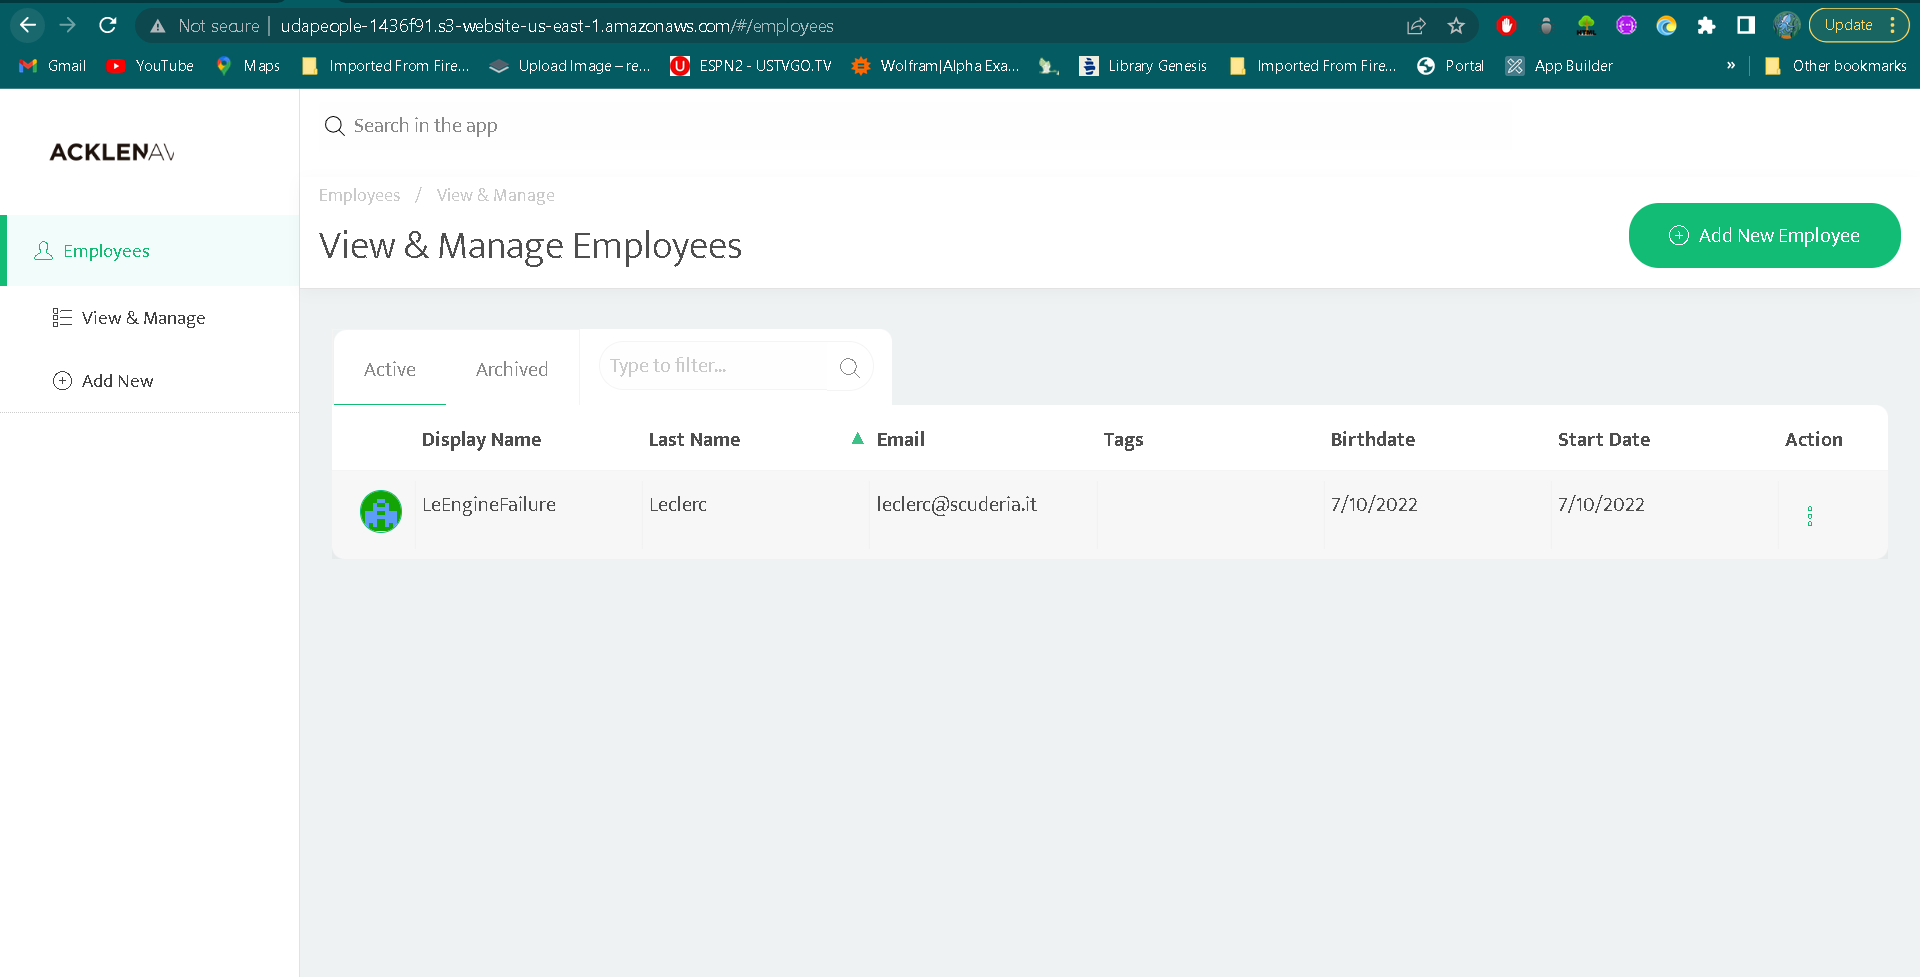 Not secure | udapeople-1436f91.s3-website-us-east-1.amazonaws.com/#/employees
Update
Gmail YouTube Maps Imported From Fire... Upload Image – re... ESPN2 - USTVGO.TV Wolfram|Alpha Exa... Library Genesis Imported From Fire... Portal App Builder » Other bookmarks
ACKLENAV
Search in the app
Employees / View & Manage
View & Manage Employees
Add New Employee
Employees
View & Manage
Add New
Active Archived Type to filter...
Display Name Last Name Email Tags Birthdate Start Date Action
LeEngineFailure Leclerc leclerc@scuderia.it 7/10/2022 7/10/2022